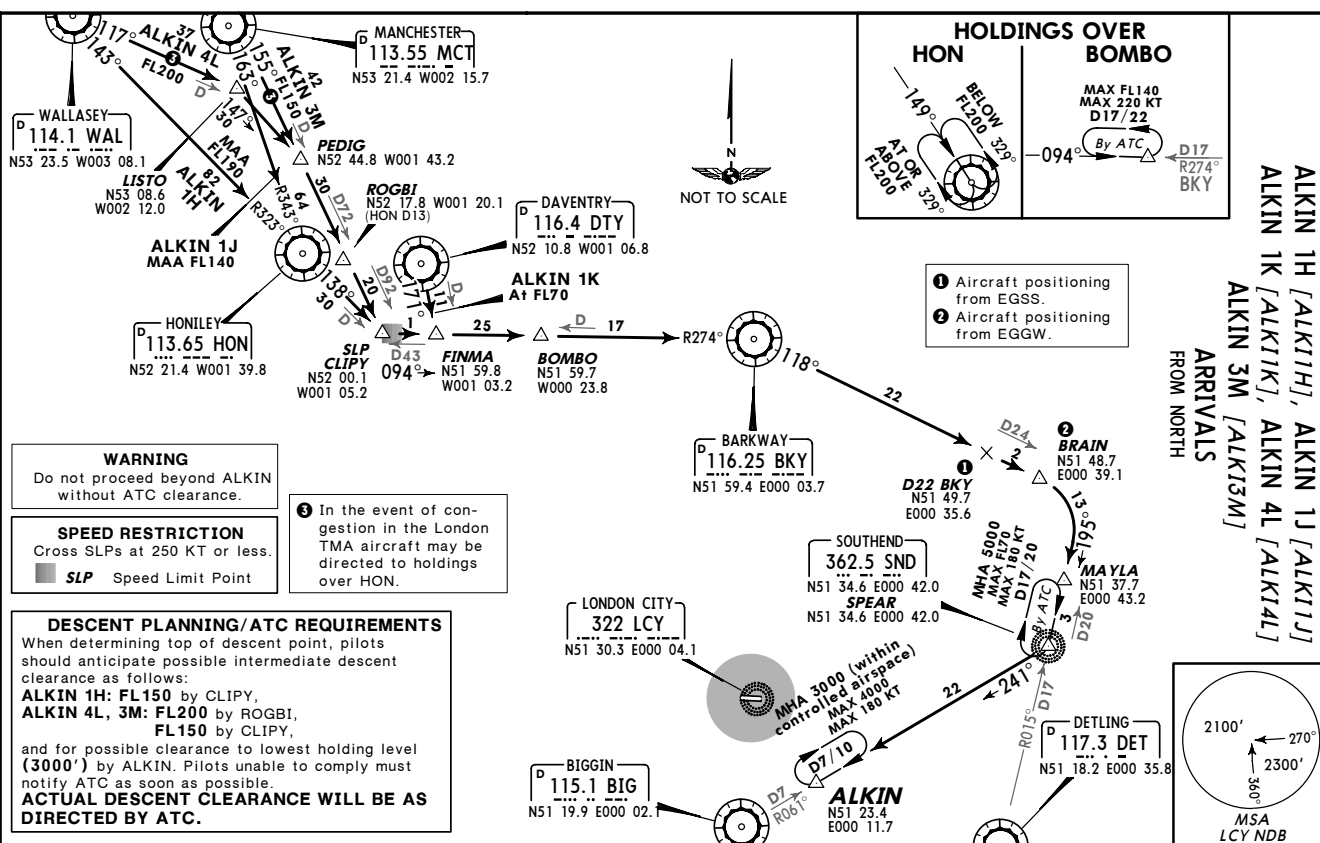 117°
37
ALKIN 4L
3
FL200
D
143°
163°
155°
42
ALKIN 3M
FL150
3
D
MANCHESTER
D 113.55 MCT
N53 21.4 W002 15.7
WALLASEY
D 114.1 WAL
N53 23.5 W003 08.1
147°
30
PEDIG
N52 44.8 W001 43.2
LISTO
N53 08.6
W002 12.0
MAA
FL190
82
ALKIN
1H
R323°
64
R343°
ALKIN 1J
MAA FL140
30
D72
ROGBI
N52 17.8 W001 20.1
(HON D13)
DAVENTRY
D 116.4 DTY
N52 10.8 W001 06.8
171°
11
D
ALKIN 1K
At FL70
HONILEY
D 113.65 HON
N52 21.4 W001 39.8
138°
30
D
20
D92
SLP
CLIPY
N52 00.1
W001 05.2
1
D43
094°
FINMA
N51 59.8
W001 03.2
25
BOMBO
N51 59.7
W000 23.8
D
17
R274°
N
NOT TO SCALE
HOLDINGS OVER
HON
149°
BELOW
FL200
329°
AT OR
ABOVE
FL200
329°
BOMBO
MAX FL140
MAX 220 KT
D17/22
By ATC
094°
D17
R274°
BKY
1 Aircraft positioning
from EGSS.
2 Aircraft positioning
from EGGW.
ALKIN 1H [ALKI1H], ALKIN 1J [ALKI1J]
ALKIN 1K [ALKI1K], ALKIN 4L [ALKI4L]
ALKIN 3M [ALKI3M]
ARRIVALS
FROM NORTH
BARKWAY
D 116.25 BKY
N51 59.4 E000 03.7
118°
22
1
D22 BKY
N51 49.7
E000 35.6
D24
2
2
BRAIN
N51 48.7
E000 39.1
13
195°
MAYLA
N51 37.7
E000 43.2
3
D20
MHA 5000
MAX FL70
MAX 180 KT
D17/20
By ATC
SOUTHEND
362.5 SND
N51 34.6 E000 42.0
SPEAR
N51 34.6 E000 42.0
LONDON CITY
322 LCY
N51 30.3 E000 04.1
241°
22
MHA 3000 (within
controlled airspace)
MAX 4000
MAX 180 KT
D7/10
ALKIN
N51 23.4
E000 11.7
D7
R061°
BIGGIN
D 115.1 BIG
N51 19.9 E000 02.1
D17
R015°
DETLING
D 117.3 DET
N51 18.2 E000 35.8
2100'
270°
2300'
360°
MSA
LCY NDB
WARNING
Do not proceed beyond ALKIN
without ATC clearance.
SPEED RESTRICTION
Cross SLPs at 250 KT or less.
SLP Speed Limit Point
3 In the event of con-
gestion in the London
TMA aircraft may be
directed to holdings
over HON.
DESCENT PLANNING/ATC REQUIREMENTS
When determining top of descent point, pilots
should anticipate possible intermediate descent
clearance as follows:
ALKIN 1H: FL150 by CLIPY,
ALKIN 4L, 3M: FL200 by ROGBI,
FL150 by CLIPY,
and for possible clearance to lowest holding level
(3000') by ALKIN. Pilots unable to comply must
notify ATC as soon as possible.
ACTUAL DESCENT CLEARANCE WILL BE AS
DIRECTED BY ATC.